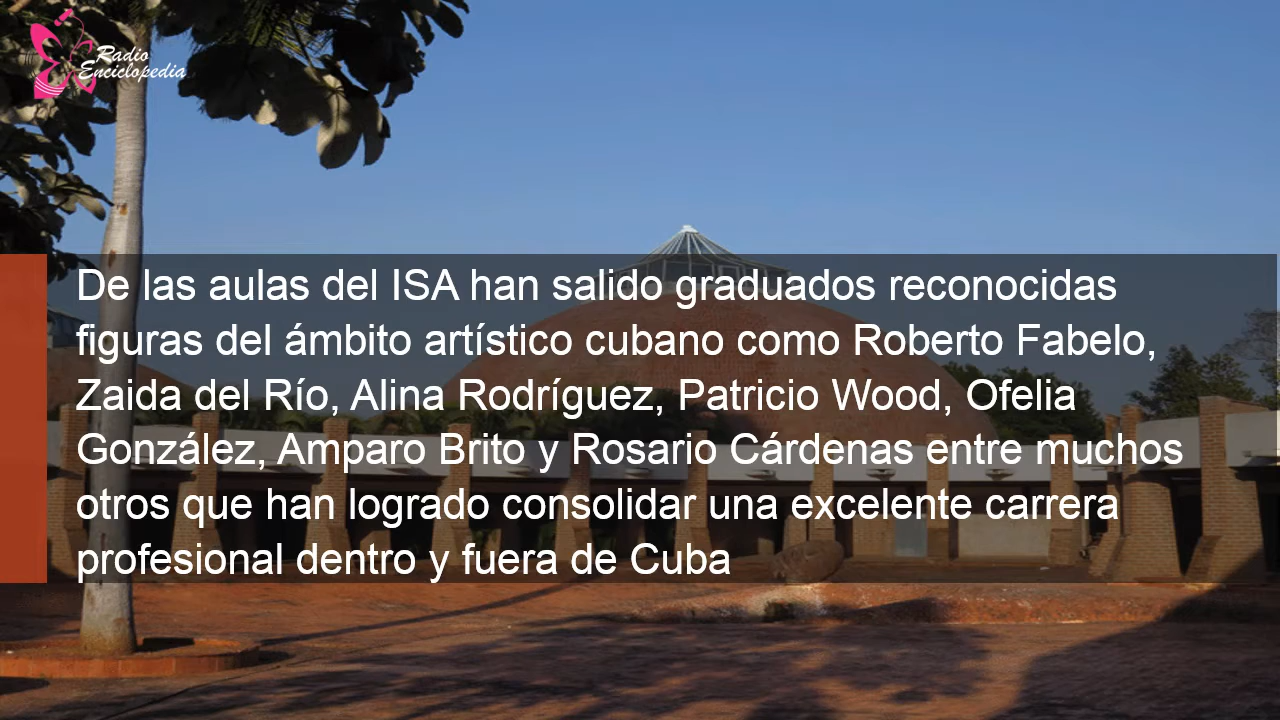 Radio
Enciclopedia
De las aulas del ISA han salido graduados reconocidas
figuras del ámbito artístico cubano como Roberto Fabelo,
Zaida del Río, Alina Rodríguez, Patricio Wood, Ofelia
González, Amparo Brito y Rosario Cárdenas entre muchos
otros que han logrado consolidar una excelente carrera
profesional dentro y fuera de Cuba